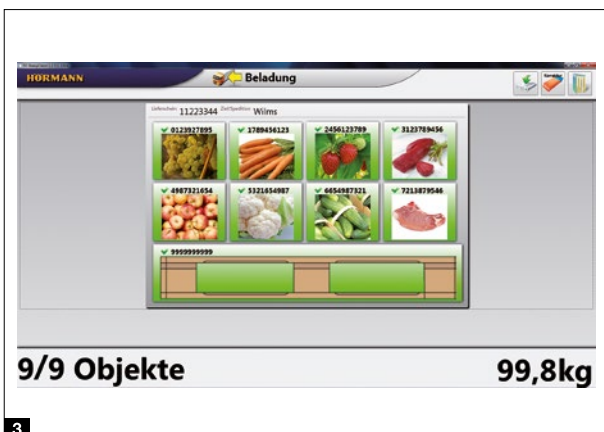 HÖRMANN
Beladung
Lieferschein 11223344 Ziel/Spedition Wilms
0123927895 1789456123 2456123789 3123789456
4987321654 5321654987 6654987321 7213879546
9999999999
9/9 Objekte 99,8kg
3